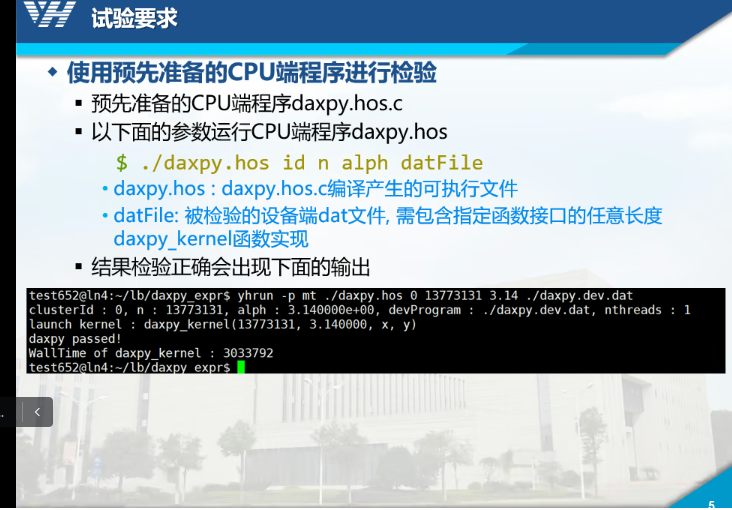 试验要求
使用预先准备的CPU端程序进行检验
预先准备的CPU端程序daxpy.hos.c
以下面的参数运行CPU端程序daxpy.hos
$ ./daxpy.hos id n alph datFile
daxpy.hos : daxpy.hos.c编译产生的可执行文件
datFile: 被检验的设备端dat文件, 需包含指定函数接口的任意长度
daxpy_kernel函数实现
结果检验正确会出现下面的输出
test652@ln4:~/lb/daxpy_expr$ yhrun -p mt ./daxpy.hos 0 13773131 3.14 ./daxpy.dev.dat
clusterId : 0, n : 13773131, alph : 3.140000e+00, devProgram : ./daxpy.dev.dat, nthreads : 1
launch kernel : daxpy_kernel(13773131, 3.140000, x, y)
daxpy passed!
WallTime of daxpy_kernel : 3033792
test652@ln4:~/lb/daxpy_expr$
5